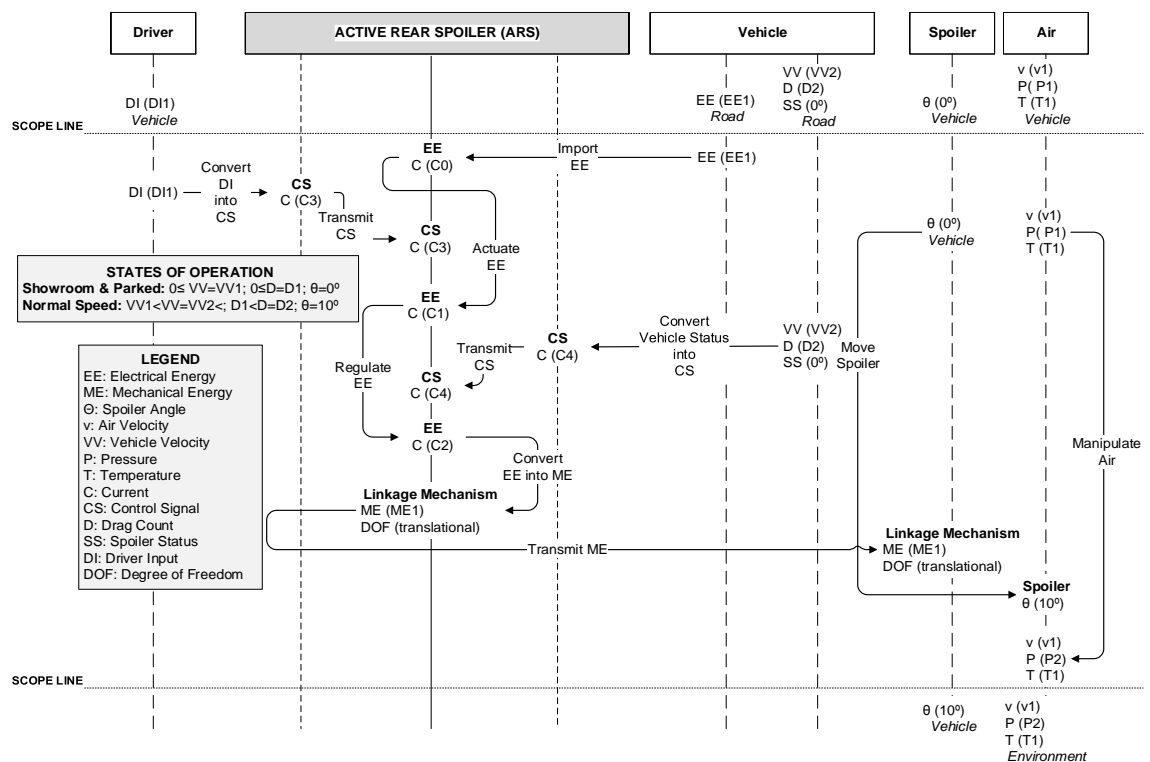 Driver
ACTIVE REAR SPOILER (ARS)
Vehicle
Spoiler
Air
DI (DI1)
Vehicle
EE (EE1)
Road
VV (VV2)
D (D2)
SS (0º)
Road
θ (0º)
Vehicle
v (v1)
P( P1)
T (T1)
Vehicle
SCOPE LINE
EE
C (C0)
Import
EE
EE (EE1)
DI (DI1)
Convert
DI
into
CS
CS
C (C3)
Transmit
CS
CS
C (C3)
Actuate
EE
θ (0º)
Vehicle
v (v1)
P( P1)
T (T1)
STATES OF OPERATION
Showroom & Parked: 0≤ VV=VV1; 0≤D=D1; θ=0º
Normal Speed: VV1<VV=VV2<; D1<D=D2; θ=10º
EE
C (C1)
Convert
Vehicle Status
into
CS
VV (VV2)
D (D2)
SS (0º)
CS
C (C4)
Transmit
CS
CS
C (C4)
Regulate
EE
Move
Spoiler
LEGEND
EE: Electrical Energy
ME: Mechanical Energy
Θ: Spoiler Angle
v: Air Velocity
VV: Vehicle Velocity
P: Pressure
T: Temperature
C: Current
CS: Control Signal
D: Drag Count
SS: Spoiler Status
DI: Driver Input
DOF: Degree of Freedom
EE
C (C2)
Convert
EE into ME
Manipulate
Air
Linkage Mechanism
ME (ME1)
DOF (translational)
Transmit ME
Linkage Mechanism
ME (ME1)
DOF (translational)
Spoiler
θ (10º)
v (v1)
P (P2)
T (T1)
SCOPE LINE
θ (10º)
Vehicle
v (v1)
P (P2)
T (T1)
Environment